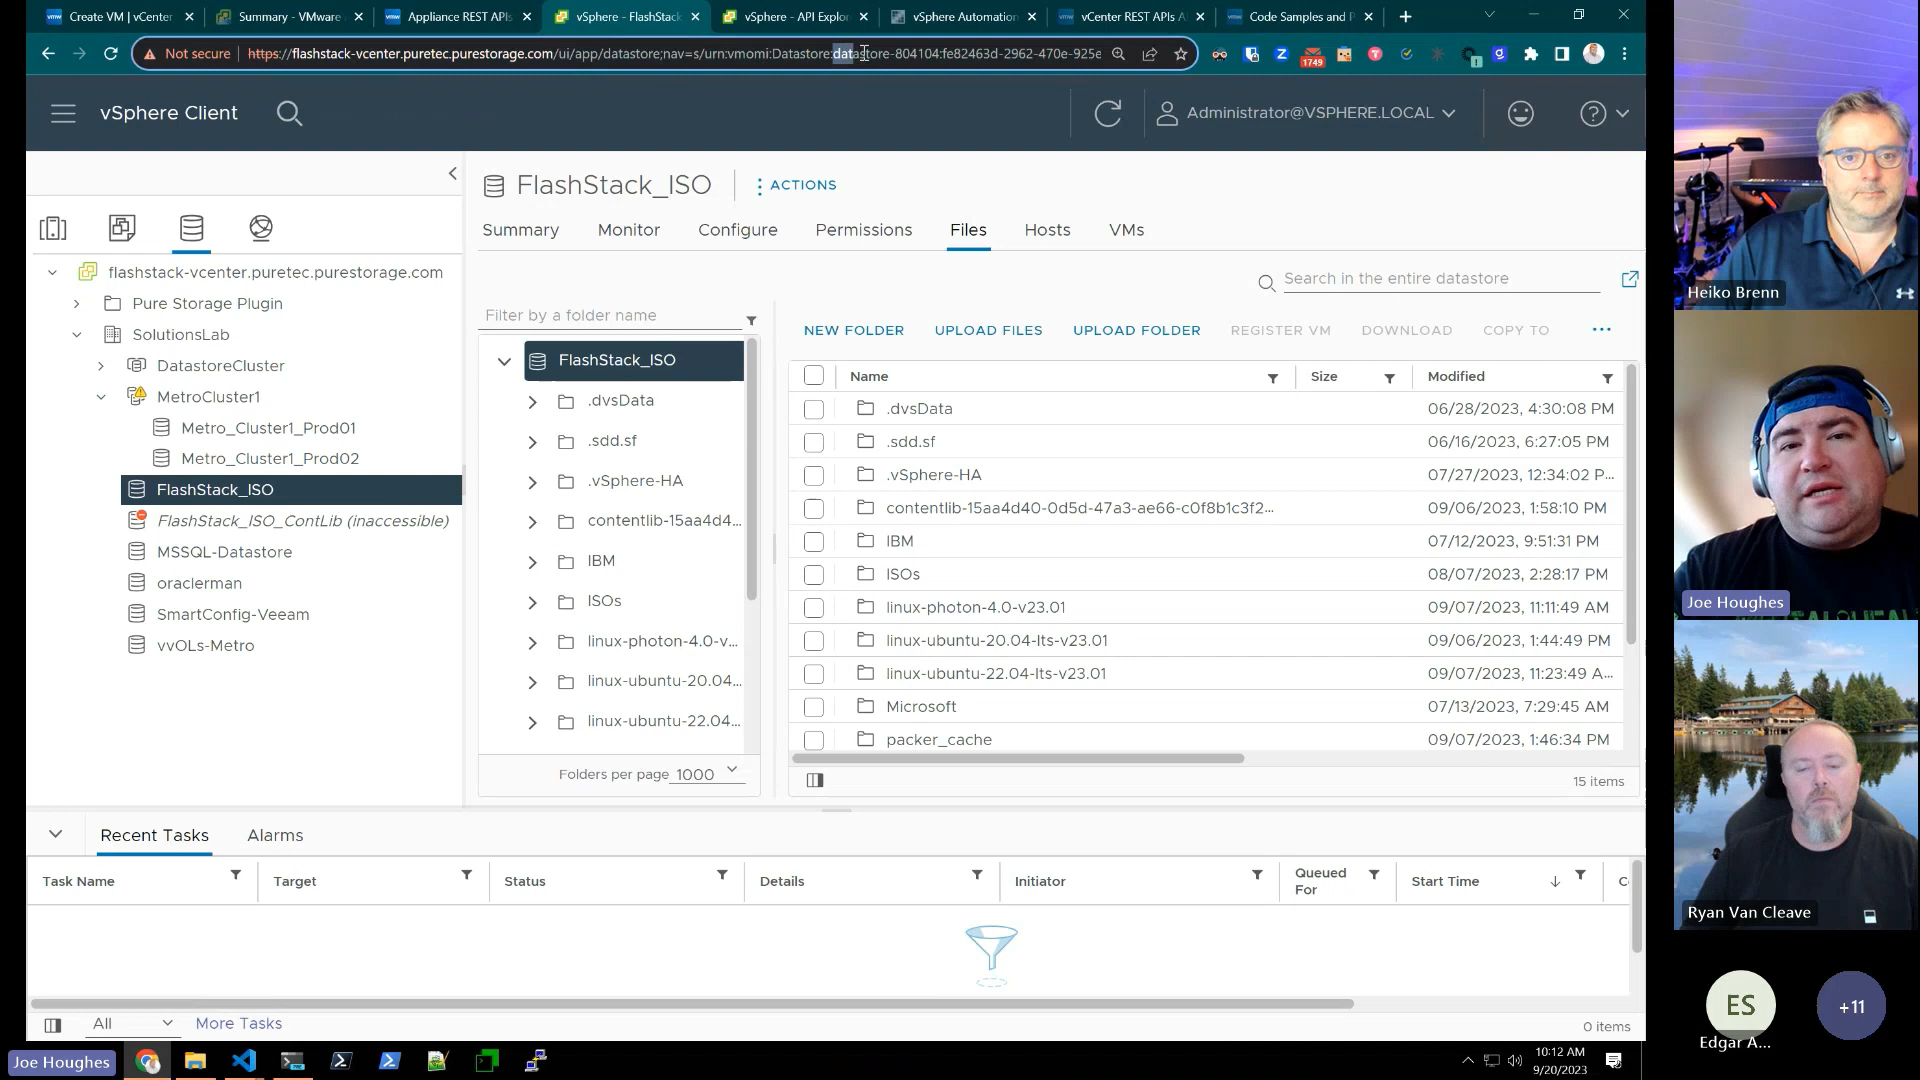 Create VM | vCenter
Summary - VMware
Appliance REST APIs
vSphere - FlashStack
vSphere - API Explor
vSphere Automation
vCenter REST APIs A
Code Samples and P
Not secure
https://flashstack-vcenter.puretec.purestorage.com/ui/app/datastore;nav=s/urn:vmomi:Datastore:datastore-804104:fe82463d-2962-470e-925e
1749
vSphere Client
Administrator@VSPHERE.LOCAL
FlashStack_ISO
ACTIONS
Summary
Monitor
Configure
Permissions
Files
Hosts
VMs
flashstack-vcenter.puretec.purestorage.com
Pure Storage Plugin
SolutionsLab
DatastoreCluster
MetroCluster1
Metro_Cluster1_Prod01
Metro_Cluster1_Prod02
FlashStack_ISO
FlashStack_ISO_ContLib (inaccessible)
MSSQL-Datastore
oraclerman
SmartConfig-Veeam
vvOLs-Metro
Search in the entire datastore
Filter by a folder name
FlashStack_ISO
.dvsData
.sdd.sf
.vSphere-HA
contentlib-15aa4d4...
IBM
ISOs
linux-photon-4.0-v...
linux-ubuntu-20.04...
linux-ubuntu-22.04...
Folders per page 1000
NEW FOLDER
UPLOAD FILES
UPLOAD FOLDER
REGISTER VM
DOWNLOAD
COPY TO
...
Name
Size
Modified
.dvsData 06/28/2023, 4:30:08 PM
.sdd.sf 06/16/2023, 6:27:05 PM
.vSphere-HA 07/27/2023, 12:34:02 P...
contentlib-15aa4d40-0d5d-47a3-ae66-c0f8b1c3f2... 09/06/2023, 1:58:10 PM
IBM 07/12/2023, 9:51:31 PM
ISOs 08/07/2023, 2:28:17 PM
linux-photon-4.0-v23.01 09/07/2023, 11:11:49 AM
linux-ubuntu-20.04-lts-v23.01 09/06/2023, 1:44:49 PM
linux-ubuntu-22.04-lts-v23.01 09/07/2023, 11:23:49 A...
Microsoft 07/13/2023, 7:29:45 AM
packer_cache 09/07/2023, 1:46:34 PM
15 items
Recent Tasks
Alarms
Task Name
Target
Status
Details
Initiator
Queued
For
Start Time
All
More Tasks
0 items
Joe Houghes
10:12 AM
9/20/2023
Heiko Brenn
Joe Houghes
Ryan Van Cleave
ES
Edgar A...
+11